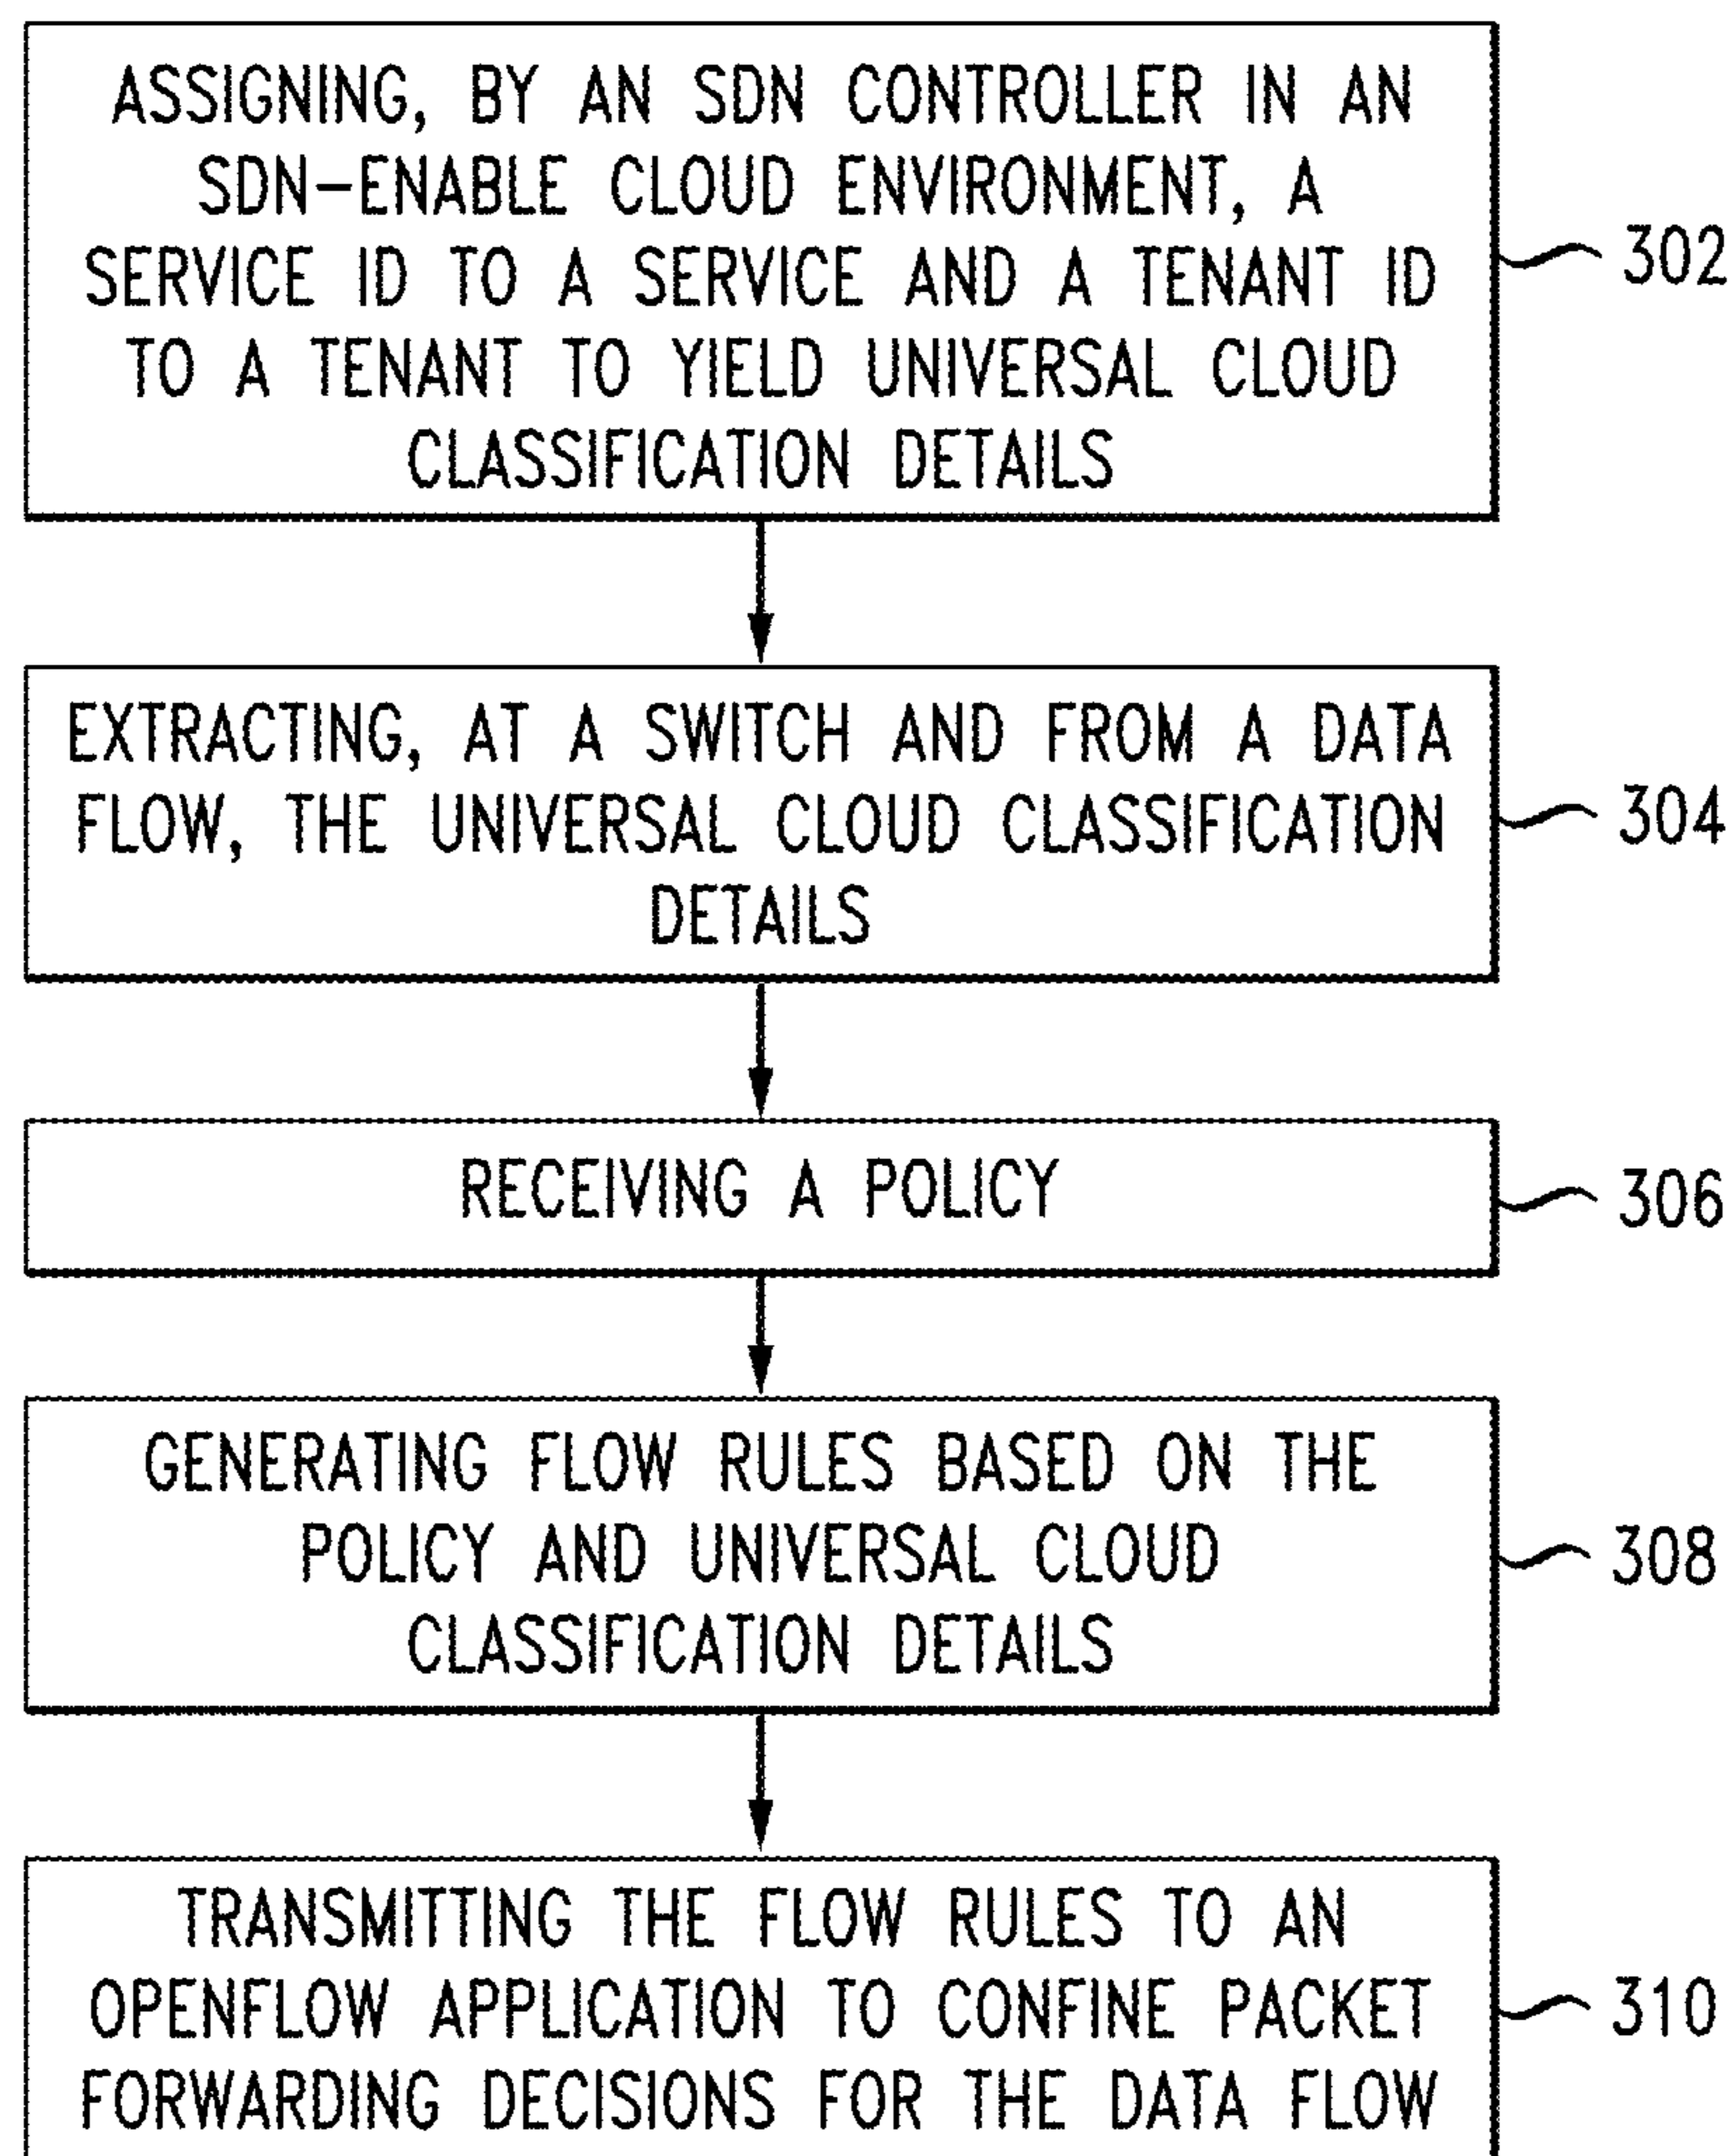 ASSIGNING, BY AN SDN CONTROLLER IN AN
SDN-ENABLE CLOUD ENVIRONMENT, A
SERVICE ID TO A SERVICE AND A TENANT ID
TO A TENANT TO YIELD UNIVERSAL CLOUD
CLASSIFICATION DETAILS
302
EXTRACTING, AT A SWITCH AND FROM A DATA
FLOW, THE UNIVERSAL CLOUD CLASSIFICATION
DETAILS
304
RECEIVING A POLICY
306
GENERATING FLOW RULES BASED ON THE
POLICY AND UNIVERSAL CLOUD
CLASSIFICATION DETAILS
308
TRANSMITTING THE FLOW RULES TO AN
OPENFLOW APPLICATION TO CONFINE PACKET
FORWARDING DECISIONS FOR THE DATA FLOW
310